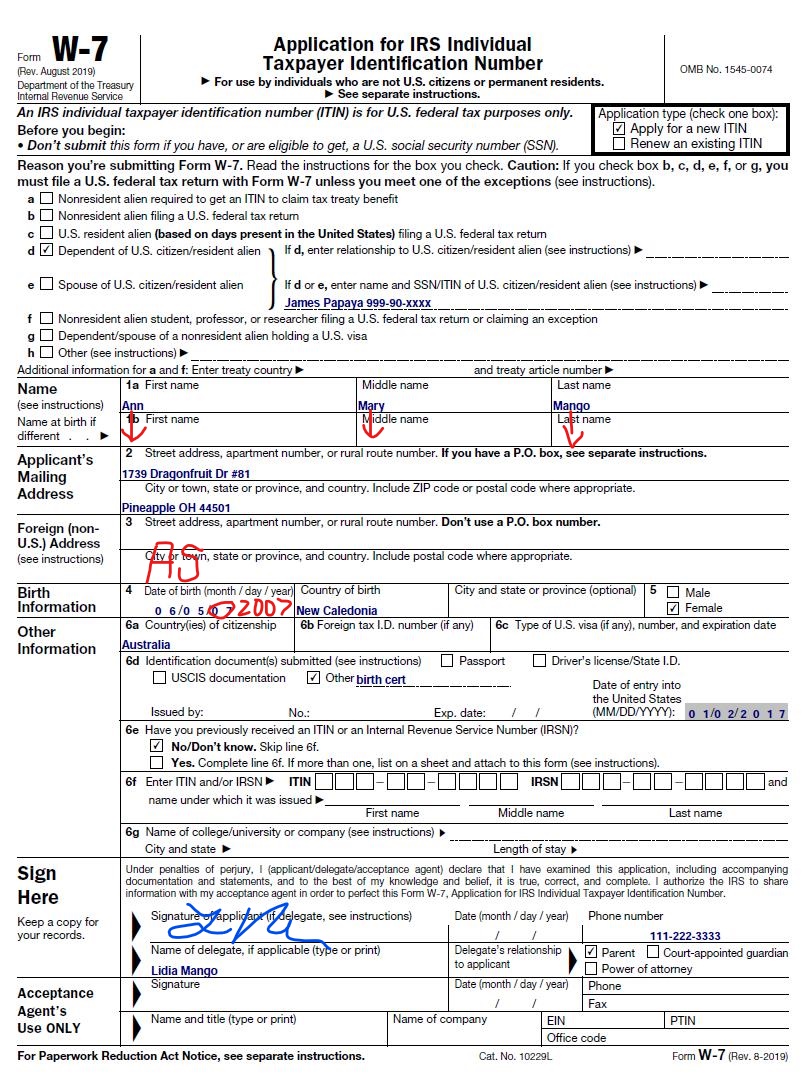 Form W-7
(Rev. August 2019)
Department of the Treasury
Internal Revenue Service
Application for IRS Individual
Taxpayer Identification Number
▶ For use by individuals who are not U.S. citizens or permanent residents.
▶ See separate instructions.
OMB No. 1545-0074
An IRS individual taxpayer identification number (ITIN) is for U.S. federal tax purposes only.
Before you begin:
• Don't submit this form if you have, or are eligible to get, a U.S. social security number (SSN).
Application type (check one box):
☑ Apply for a new ITIN
☐ Renew an existing ITIN
Reason you're submitting Form W-7. Read the instructions for the box you check. Caution: If you check box b, c, d, e, f, or g, you
must file a U.S. federal tax return with Form W-7 unless you meet one of the exceptions (see instructions).
a ☐ Nonresident alien required to get an ITIN to claim tax treaty benefit
b ☐ Nonresident alien filing a U.S. federal tax return
c ☐ U.S. resident alien (based on days present in the United States) filing a U.S. federal tax return
d ☑ Dependent of U.S. citizen/resident alien If d, enter relationship to U.S. citizen/resident alien (see instructions) ▶
e ☐ Spouse of U.S. citizen/resident alien If d or e, enter name and SSN/ITIN of U.S. citizen/resident alien (see instructions) ▶
James Papaya 999-90-xxxx
f ☐ Nonresident alien student, professor, or researcher filing a U.S. federal tax return or claiming an exception
g ☐ Dependent/spouse of a nonresident alien holding a U.S. visa
h ☐ Other (see instructions) ▶
Additional information for a and f: Enter treaty country ▶ and treaty article number ▶
Name
(see instructions)
1a First name Middle name Last name
Ann Mary Mango
Name at birth if
different . . ▶
1b First name Middle name Last name
Applicant's
Mailing
Address
2 Street address, apartment number, or rural route number. If you have a P.O. box, see separate instructions.
1739 Dragonfruit Dr #81
City or town, state or province, and country. Include ZIP code or postal code where appropriate.
Pineapple OH 44501
Foreign (non-
U.S.) Address
(see instructions)
3 Street address, apartment number, or rural route number. Don't use a P.O. box number.
City or town, state or province, and country. Include postal code where appropriate.
AS
Birth
Information
4 Date of birth (month / day / year) Country of birth City and state or province (optional) 5 ☐ Male
06/05/07 2007 New Caledonia ☑ Female
Other
Information
6a Country(ies) of citizenship 6b Foreign tax I.D. number (if any) 6c Type of U.S. visa (if any), number, and expiration date
Australia
6d Identification document(s) submitted (see instructions) ☐ Passport ☐ Driver's license/State I.D.
☐ USCIS documentation ☑ Other birth cert
Date of entry into
the United States
Issued by: No.: Exp. date: / / (MM/DD/YYYY): 01/02/2017
6e Have you previously received an ITIN or an Internal Revenue Service Number (IRSN)?
☑ No/Don't know. Skip line 6f.
☐ Yes. Complete line 6f. If more than one, list on a sheet and attach to this form (see instructions).
6f Enter ITIN and/or IRSN ▶ ITIN – – IRSN – – and
name under which it was issued ▶
First name Middle name Last name
6g Name of college/university or company (see instructions) ▶
City and state ▶ Length of stay ▶
Sign
Here
Keep a copy for
your records.
Under penalties of perjury, I (applicant/delegate/acceptance agent) declare that I have examined this application, including accompanying
documentation and statements, and to the best of my knowledge and belief, it is true, correct, and complete. I authorize the IRS to share
information with my acceptance agent in order to perfect this Form W-7, Application for IRS Individual Taxpayer Identification Number.
Signature of applicant (if delegate, see instructions) Date (month / day / year) Phone number
/ / 111-222-3333
Name of delegate, if applicable (type or print) Delegate's relationship
to applicant
☑ Parent ☐ Court-appointed guardian
☐ Power of attorney
Lidia Mango
Acceptance
Agent's
Use ONLY
Signature Date (month / day / year) Phone
/ / Fax
Name and title (type or print) Name of company EIN PTIN
Office code
For Paperwork Reduction Act Notice, see separate instructions. Cat. No. 10229L Form W-7 (Rev. 8-2019)